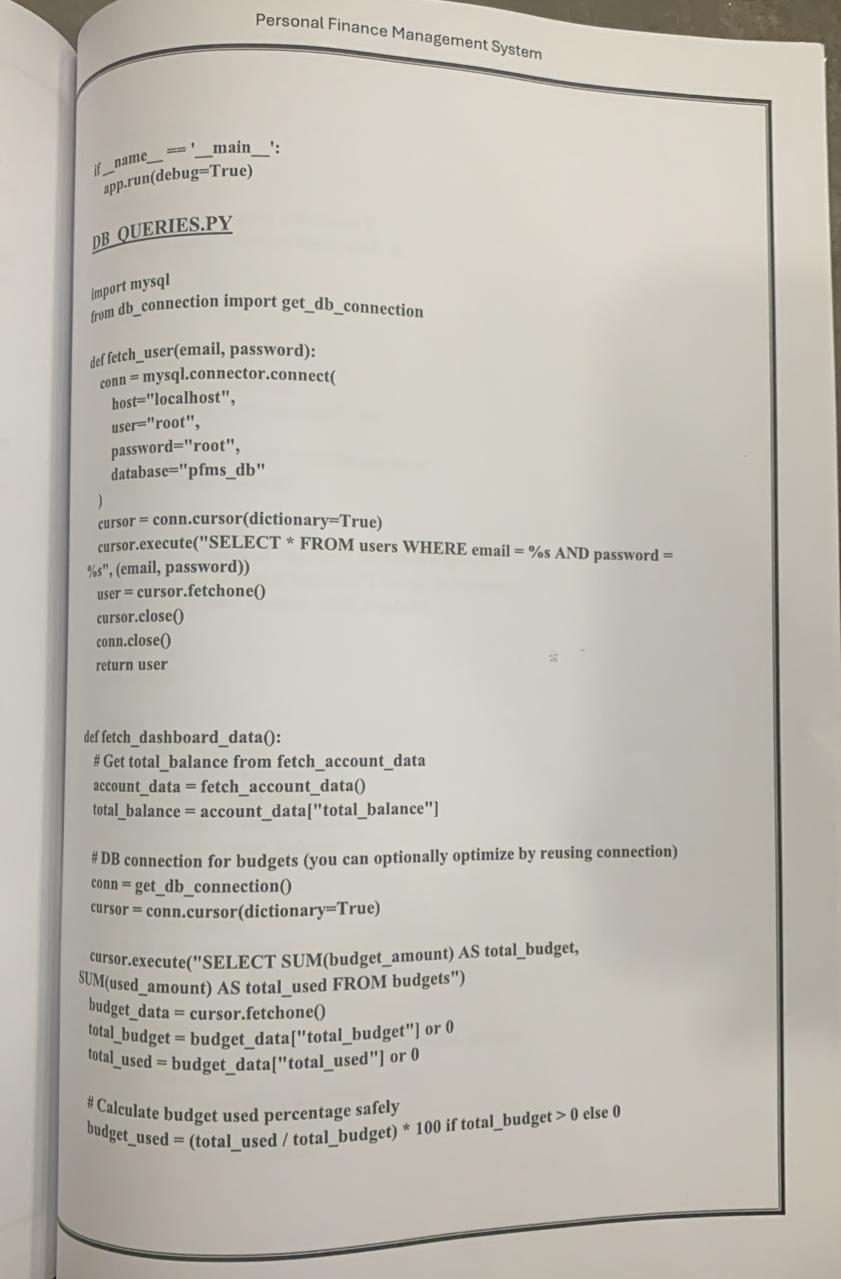 Personal Finance Management System
if __name__ == '__main__':
app.run(debug=True)
DB_QUERIES.PY
import mysql
from db_connection import get_db_connection
def fetch_user(email, password):
conn = mysql.connector.connect(
host="localhost",
user="root",
password="root",
database="pfms_db"
)
cursor = conn.cursor(dictionary=True)
cursor.execute("SELECT * FROM users WHERE email = %s AND password =
%s", (email, password))
user = cursor.fetchone()
cursor.close()
conn.close()
return user
def fetch_dashboard_data():
# Get total_balance from fetch_account_data
account_data = fetch_account_data()
total_balance = account_data["total_balance"]
# DB connection for budgets (you can optionally optimize by reusing connection)
conn = get_db_connection()
cursor = conn.cursor(dictionary=True)
cursor.execute("SELECT SUM(budget_amount) AS total_budget,
SUM(used_amount) AS total_used FROM budgets")
budget_data = cursor.fetchone()
total_budget = budget_data["total_budget"] or 0
total_used = budget_data["total_used"] or 0
# Calculate budget used percentage safely
budget_used = (total_used / total_budget) * 100 if total_budget > 0 else 0